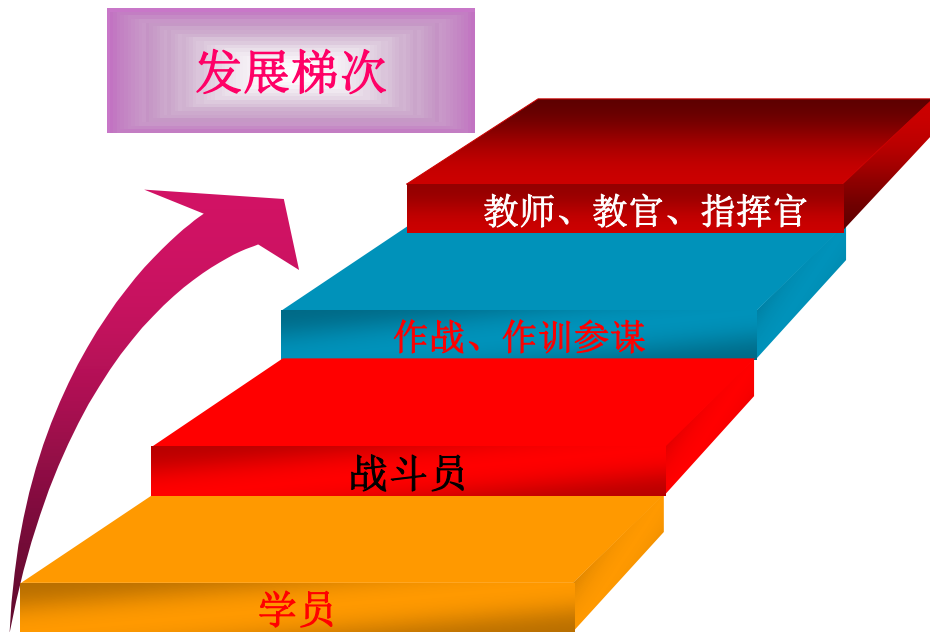 发展梯次
教师、教官、指挥官
作战、作训参谋
战斗员
学员